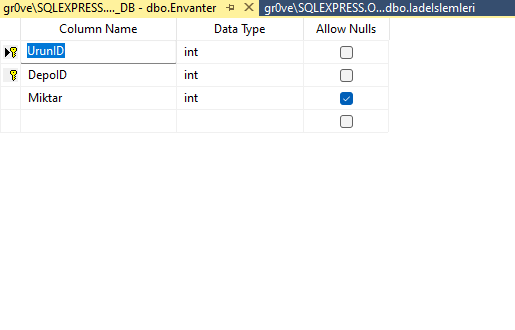 gr0ve\SQLEXPRESS...._DB - dbo.Envanter
gr0ve\SQLEXPRESS.O...dbo.IadeIslemleri
Column Name Data Type Allow Nulls
UrunID int
DepoID int
Miktar int